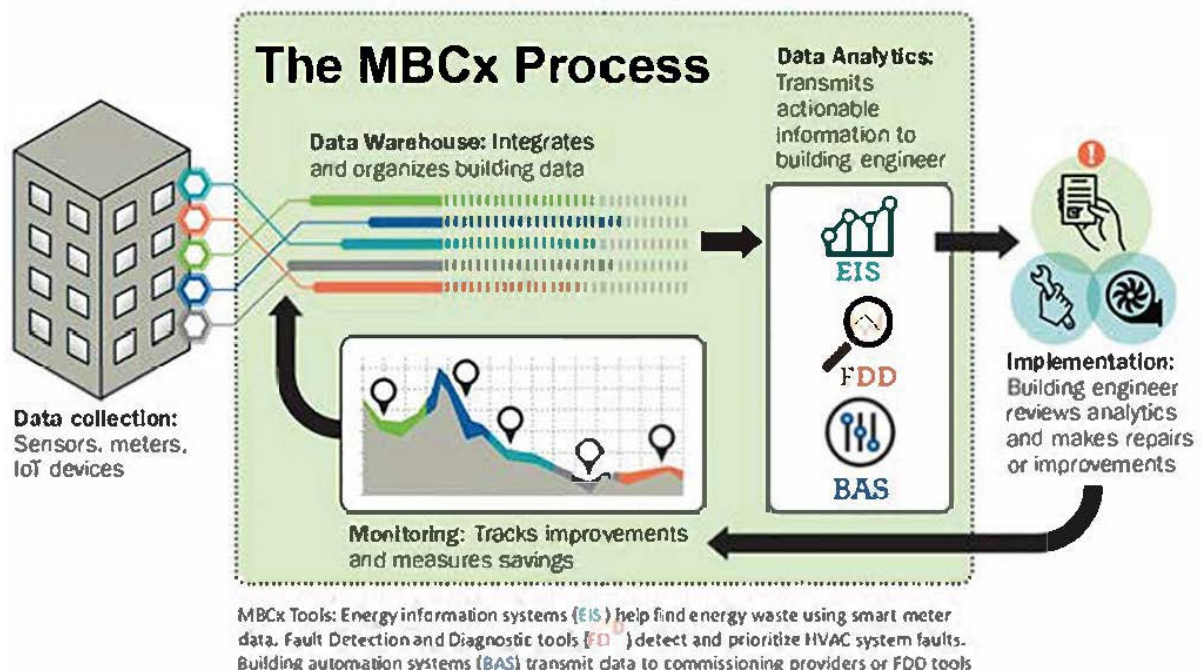 The MBCx Process
Data Warehouse: Integrates
and organizes building data
Data Analytics:
Transmits
actionable
information to
building engineer
EIS
FDD
BAS
Data collection:
Sensors, meters,
IoT devices
Implementation:
Building engineer
reviews analytics
and makes repairs
or improvements
Monitoring: Tracks improvements
and measures savings
MBCx Tools: Energy information systems (EIS) help find energy waste using smart meter
data. Fault Detection and Diagnostic tools (FDD) detect and prioritize HVAC system faults.
Building automation systems (BAS) transmit data to commissioning providers or FDD tools